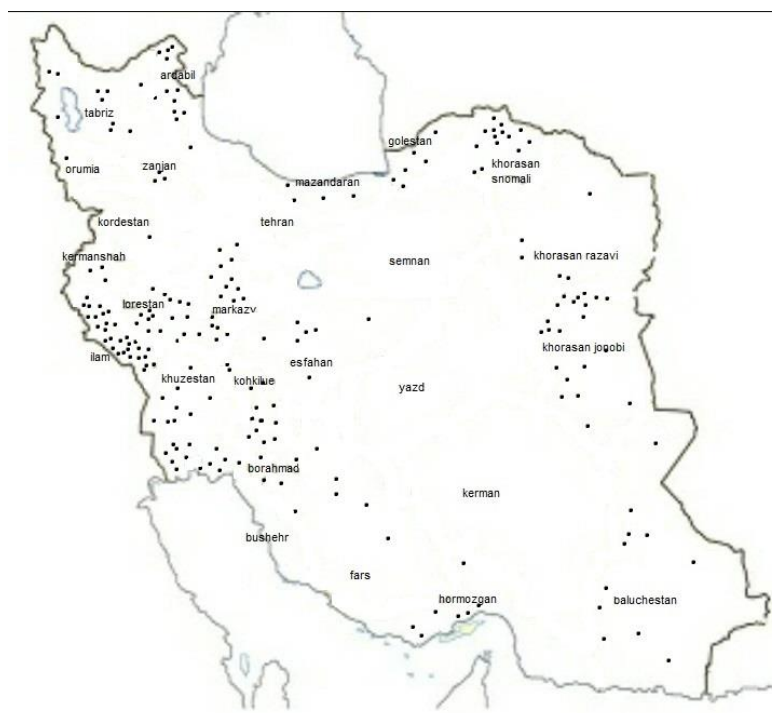 ardabil
tabriz
golestan
orumia
zanjan
khorasan
snomali
mazandaran
kordestan
tehran
kermanshah
semnan
khorasan razavi
lorestan
markazv
khorasan jonobi
ilam
esfahan
khuzestan
kohkilue
yazd
borahmad
kerman
bushehr
fars
hormozgan
baluchestan